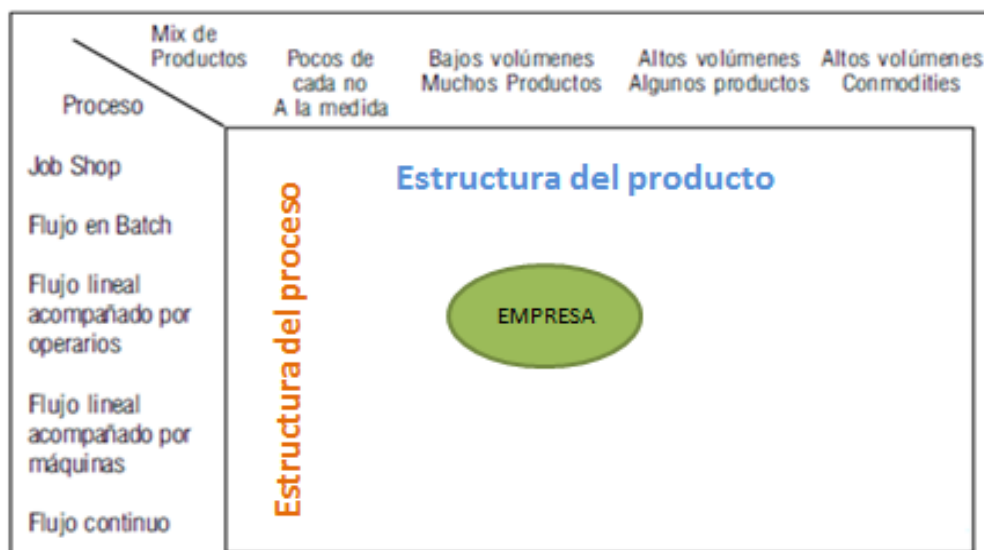 Mix de
Productos
Pocos de
cada no
A la medida
Bajos volúmenes
Muchos Productos
Altos volúmenes
Algunos productos
Altos volúmenes
Conmodities
Proceso
Job Shop
Estructura del producto
Estructura del proceso
Flujo en Batch
Flujo lineal
acompañado por
operarios
EMPRESA
Flujo lineal
acompañado por
máquinas
Flujo continuo